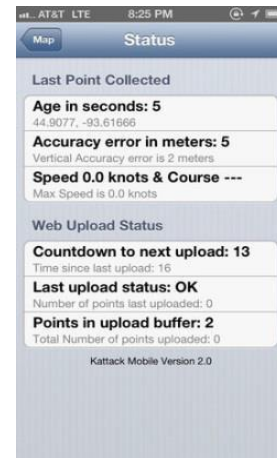 AT&T LTE 8:25 PM
Map Status
Last Point Collected
Age in seconds: 5
44.9077, -93.61666
Accuracy error in meters: 5
Vertical Accuracy error is 2 meters
Speed 0.0 knots & Course ---
Max Speed is 0.0 knots
Web Upload Status
Countdown to next upload: 13
Time since last upload: 16
Last upload status: OK
Number of points last uploaded: 0
Points in upload buffer: 2
Total Number of points uploaded: 0
Kattack Mobile Version 2.0